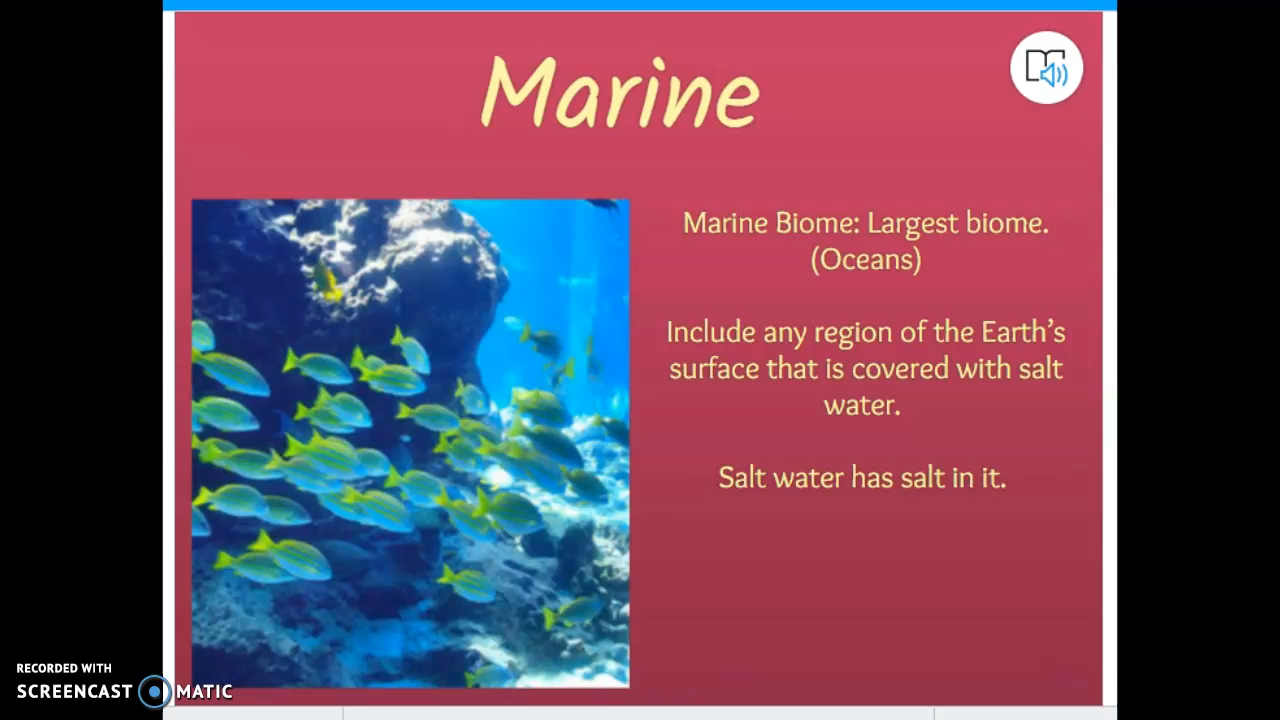 Marine
Marine Biome: Largest biome.
(Oceans)
Include any region of the Earth's
surface that is covered with salt
water.
Salt water has salt in it.
RECORDED WITH
SCREENCAST MATIC